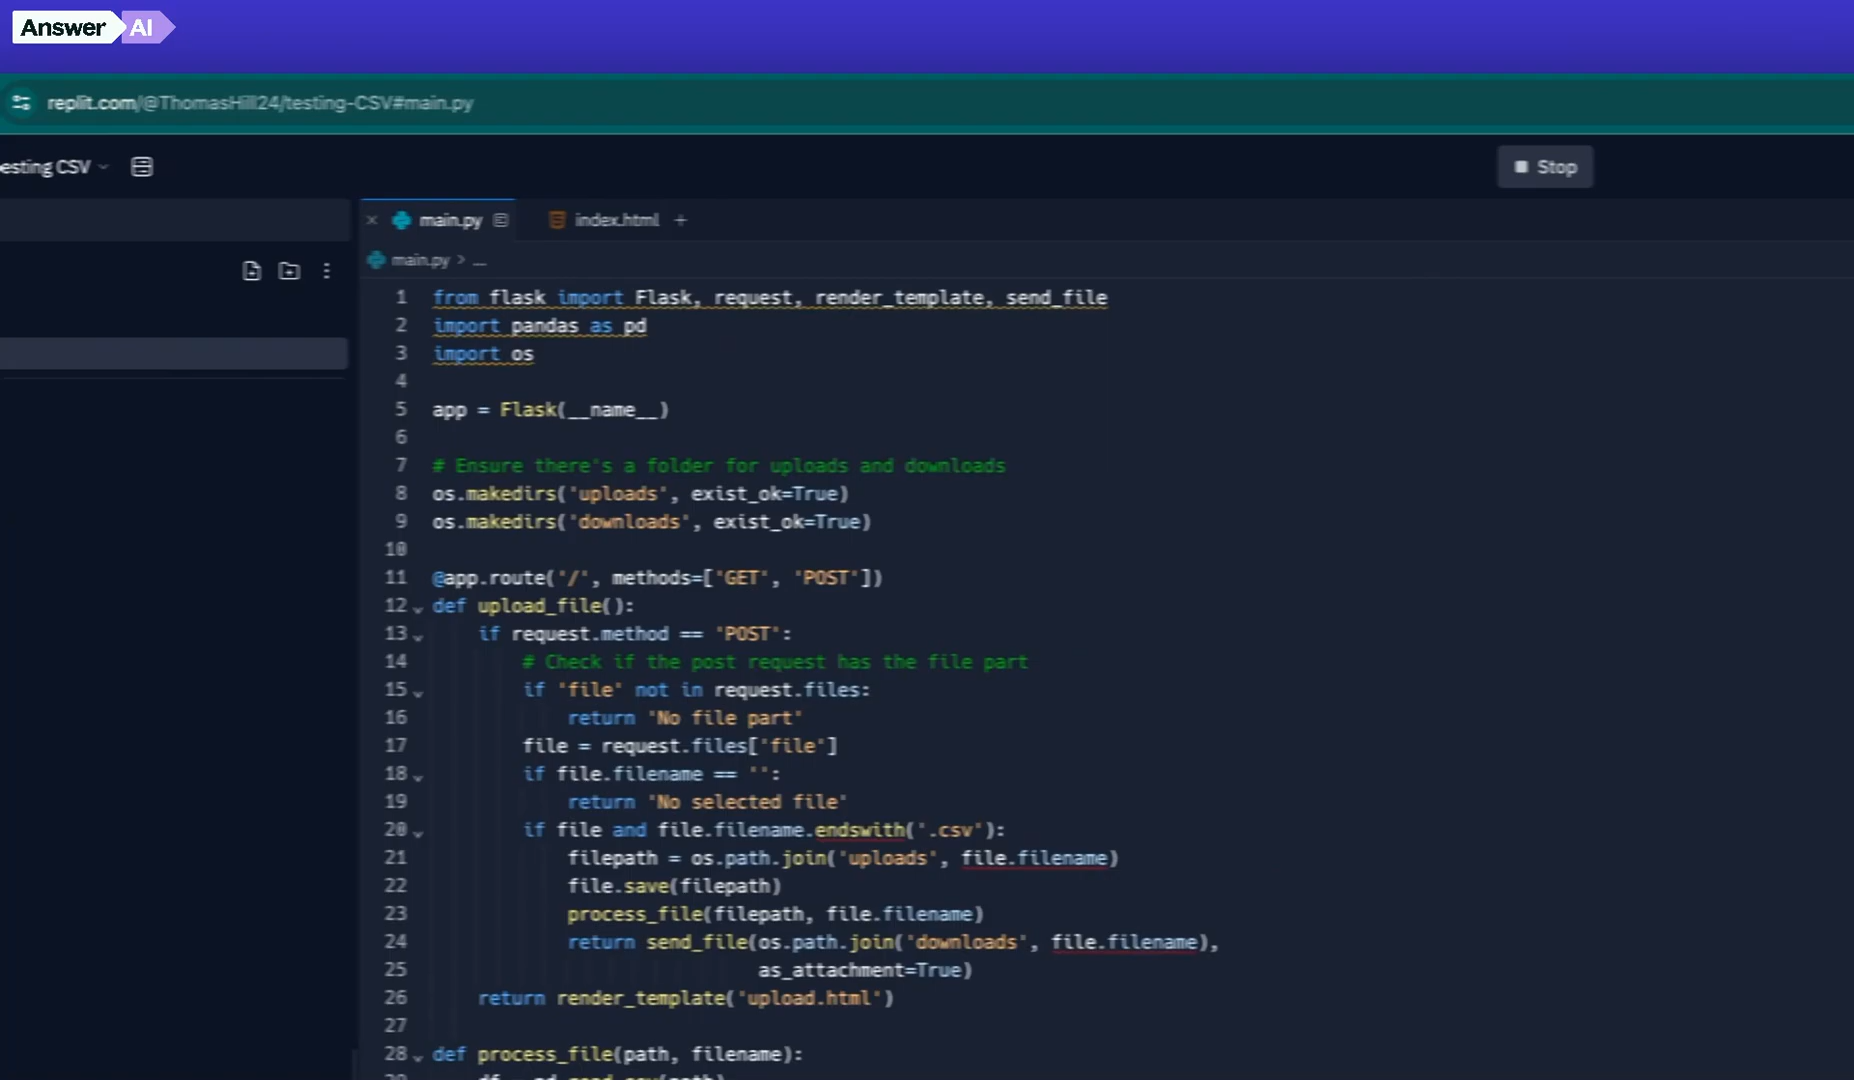 Answer AI
replit.com/@ThomasHill24/testing-CSV#main.py
esting CSV
Stop
main.py
index.html +
main.py > ...
1 from flask import Flask, request, render_template, send_file
2 import pandas as pd
3 import os
4
5 app = Flask(__name__)
6
7 # Ensure there's a folder for uploads and downloads
8 os.makedirs('uploads', exist_ok=True)
9 os.makedirs('downloads', exist_ok=True)
10
11 @app.route('/', methods=['GET', 'POST'])
12 def upload_file():
13     if request.method == 'POST':
14         # Check if the post request has the file part
15         if 'file' not in request.files:
16             return 'No file part'
17         file = request.files['file']
18         if file.filename == '':
19             return 'No selected file'
20         if file and file.filename.endswith('.csv'):
21             filepath = os.path.join('uploads', file.filename)
22             file.save(filepath)
23             process_file(filepath, file.filename)
24             return send_file(os.path.join('downloads', file.filename),
25                              as_attachment=True)
26     return render_template('upload.html')
27
28 def process_file(path, filename):